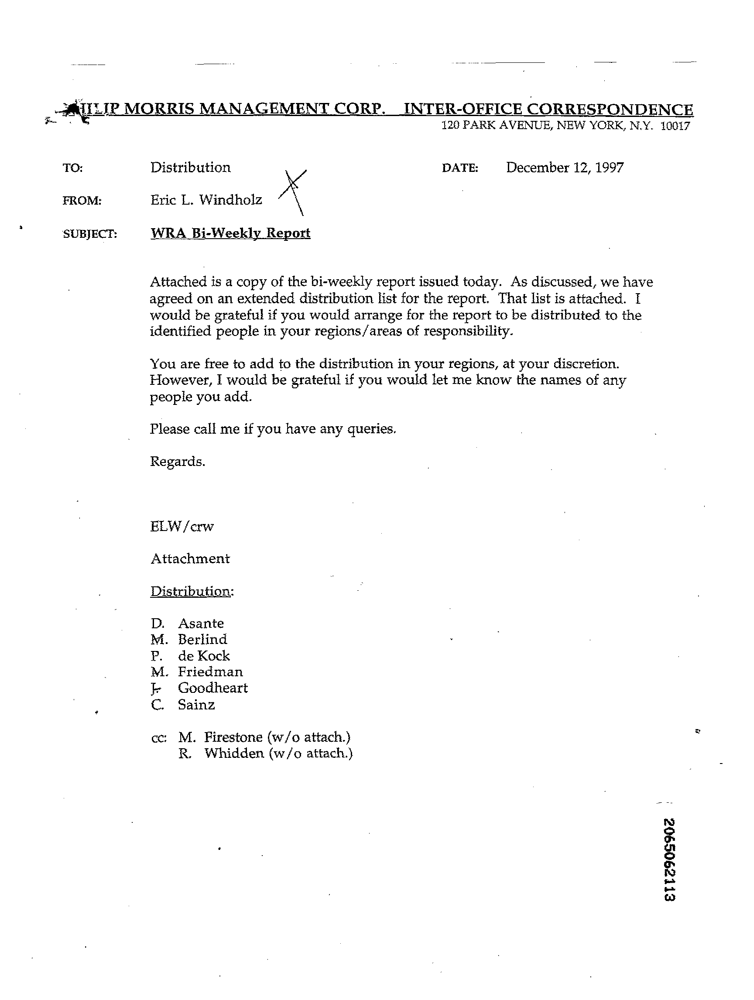 PHILIP MORRIS MANAGEMENT CORP. INTER-OFFICE CORRESPONDENCE
120 PARK AVENUE, NEW YORK, N.Y. 10017
TO: Distribution DATE: December 12, 1997
FROM: Eric L. Windholz
SUBJECT: WRA Bi-Weekly Report
Attached is a copy of the bi-weekly report issued today. As discussed, we have
agreed on an extended distribution list for the report. That list is attached. I
would be grateful if you would arrange for the report to be distributed to the
identified people in your regions/areas of responsibility.
You are free to add to the distribution in your regions, at your discretion.
However, I would be grateful if you would let me know the names of any
people you add.
Please call me if you have any queries.
Regards.
ELW/crw
Attachment
Distribution:
D. Asante
M. Berlind
P. de Kock
M. Friedman
J. Goodheart
C. Sainz
cc: M. Firestone (w/o attach.)
R. Whidden (w/o attach.)
2065062113